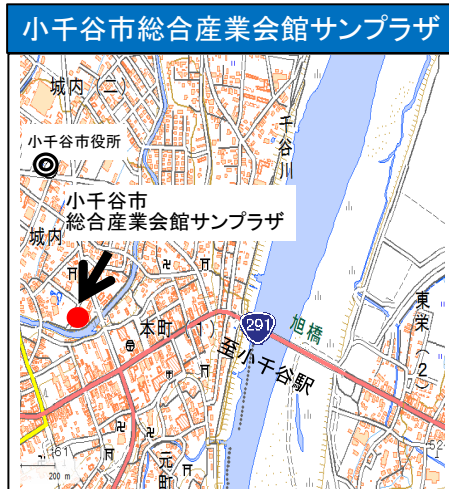 小千谷市総合産業会館サンプラザ
城内(二)
千谷川
小千谷市役所
小千谷市
総合産業会館サンプラザ
城内
本町(1)
291
旭橋
至小千谷駅
東栄(2)
元町
61
52
200 m